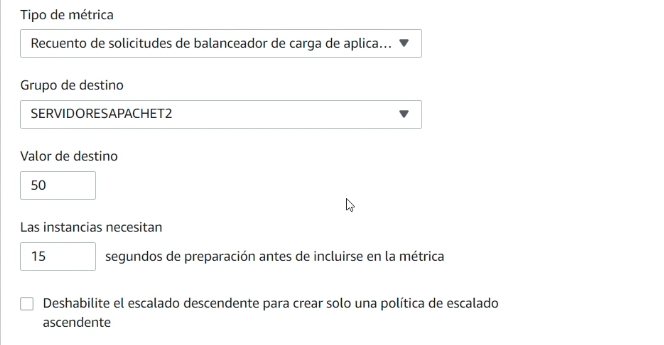 Tipo de métrica
Recuento de solicitudes de balanceador de carga de aplica...
Grupo de destino
SERVIDORESAPACHET2
Valor de destino
50
Las instancias necesitan
15 segundos de preparación antes de incluirse en la métrica
Deshabilite el escalado descendente para crear solo una política de escalado
ascendente